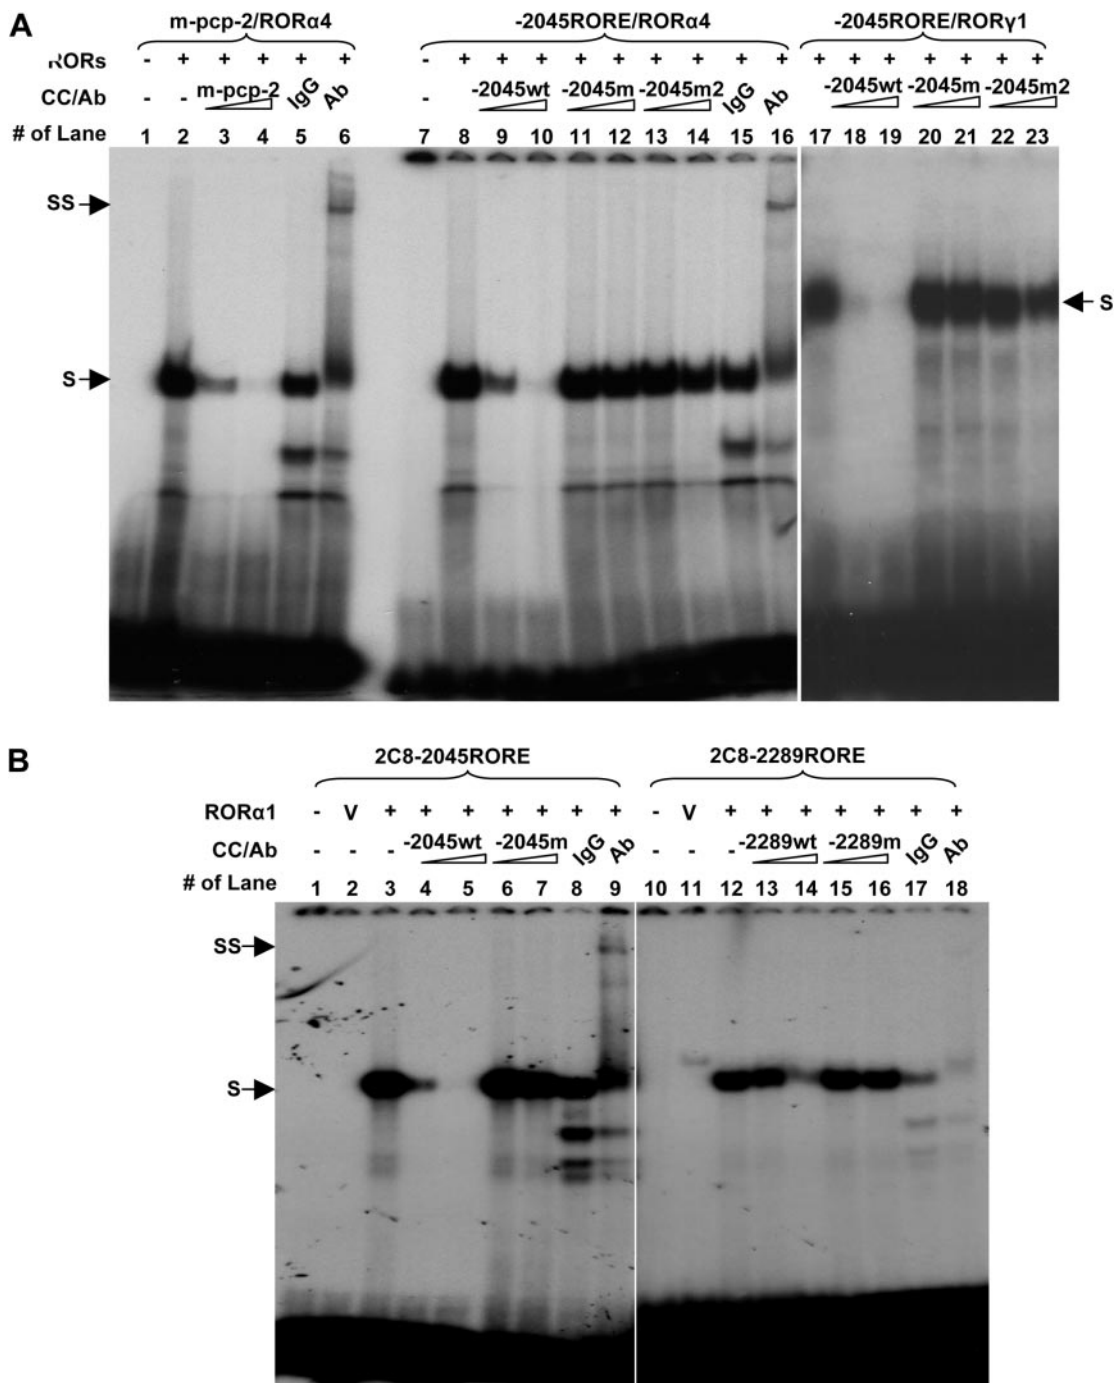 A
m-pcp-2/RORα4 -2045RORE/RORα4 -2045RORE/RORγ1
RORs - + + + + + - + + + + + + + + + + + + + + + +
CC/Ab - - m-pcp-2 IgG Ab - - -2045wt -2045m -2045m2 IgG Ab - -2045wt -2045m -2045m2
# of Lane 1 2 3 4 5 6 7 8 9 10 11 12 13 14 15 16 17 18 19 20 21 22 23
SS
S
S
B
2C8-2045RORE 2C8-2289RORE
RORα1 - V + + + + + + + - V + + + + + + +
CC/Ab - - - -2045wt -2045m IgG Ab - - - -2289wt -2289m IgG Ab
# of Lane 1 2 3 4 5 6 7 8 9 10 11 12 13 14 15 16 17 18
SS
S